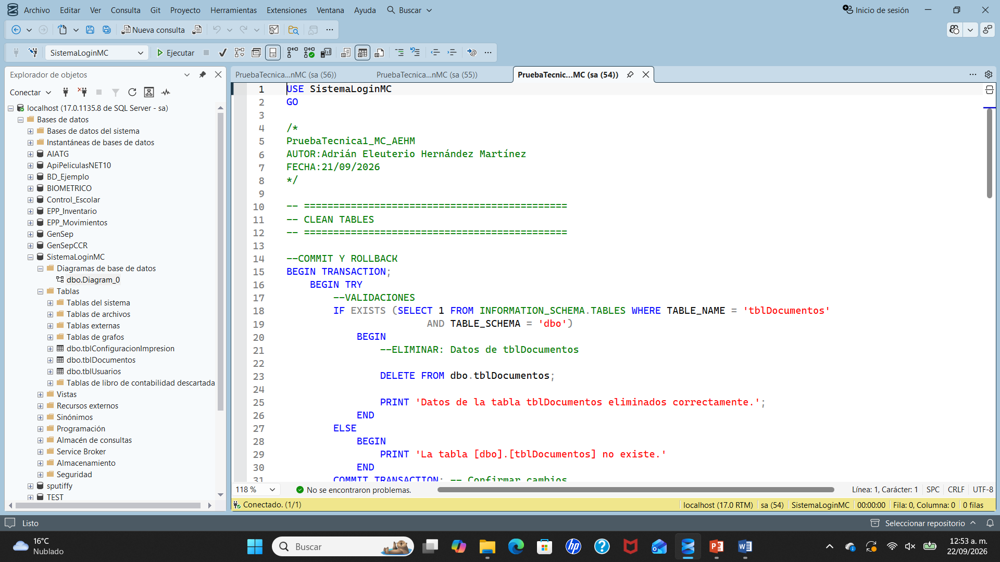 Archivo Editar Ver Consulta Git Proyecto Herramientas Extensiones Ventana Ayuda Buscar Inicio de sesión
Nueva consulta
SistemaLoginMC Ejecutar
Explorador de objetos
Conectar
localhost (17.0.1135.8 de SQL Server - sa)
Bases de datos
Bases de datos del sistema
Instantáneas de bases de datos
AIATG
ApiPeliculasNET10
BD_Ejemplo
BIOMETRICO
Control_Escolar
EPP_Inventario
EPP_Movimientos
GenSep
GenSepCCR
SistemaLoginMC
Diagramas de base de datos
dbo.Diagram_0
Tablas
Tablas del sistema
Tablas de archivos
Tablas externas
Tablas de grafos
dbo.tblConfiguracionImpresion
dbo.tblDocumentos
dbo.tblUsuarios
Tablas de libro de contabilidad descartada
Vistas
Recursos externos
Sinónimos
Programación
Almacén de consultas
Service Broker
Almacenamiento
Seguridad
sputiffy
TEST
PruebaTecnica...nMC (sa (56)) PruebaTecnica...nMC (sa (55)) PruebaTecnic...MC (sa (54))
1 USE SistemaLoginMC
2 GO
3
4 /*
5 PruebaTecnica1_MC_AEHM
6 AUTOR:Adrián Eleuterio Hernández Martínez
7 FECHA:21/09/2026
8 */
9
10 -- =============================================
11 -- CLEAN TABLES
12 -- =============================================
13
14 --COMMIT Y ROLLBACK
15 BEGIN TRANSACTION;
16 BEGIN TRY
17 --VALIDACIONES
18 IF EXISTS (SELECT 1 FROM INFORMATION_SCHEMA.TABLES WHERE TABLE_NAME = 'tblDocumentos'
19 AND TABLE_SCHEMA = 'dbo')
20 BEGIN
21 --ELIMINAR: Datos de tblDocumentos
22
23 DELETE FROM dbo.tblDocumentos;
24
25 PRINT 'Datos de la tabla tblDocumentos eliminados correctamente.';
26 END
27 ELSE
28 BEGIN
29 PRINT 'La tabla [dbo].[tblDocumentos] no existe.'
30 END
31 COMMIT TRANSACTION; -- Confirmar cambios
118 % No se encontraron problemas. Línea: 1, Carácter: 1 SPC CRLF UTF-8
Conectado. (1/1) localhost (17.0 RTM) sa (54) SistemaLoginMC 00:00:00 Fila: 0, Columna: 0 0 filas
Listo Seleccionar repositorio
16°C
Nublado
Buscar
12:53 a. m.
22/09/2026